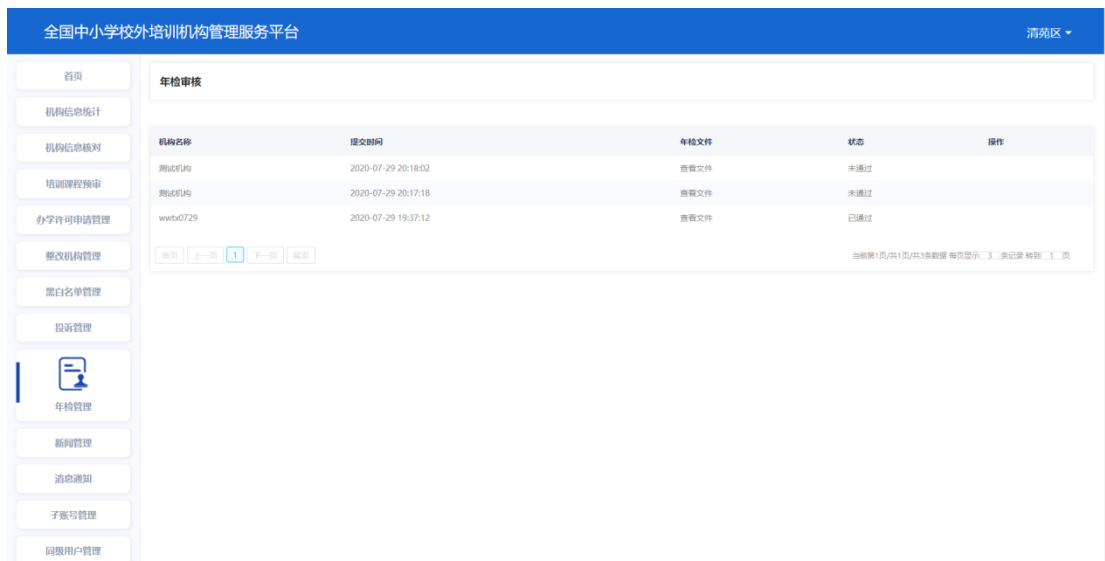 全国中小学校外培训机构管理服务平台
清苑区
首页
年检审核
机构信息统计
机构信息核对
培训课程预审
办学许可申请管理
整改机构管理
黑白名单管理
投诉管理
年检管理
新闻管理
消息通知
子账号管理
同级用户管理
机构名称 提交时间 年检文件 状态 操作
测试机构 2020-07-29 20:18:02 查看文件 未通过
测试机构 2020-07-29 20:17:18 查看文件 未通过
wwtx0729 2020-07-29 19:37:12 查看文件 已通过
首页 上一页 1 下一页 尾页
当前第1页/共1页/共3条数据 每页显示 3 条记录 转到 1 页